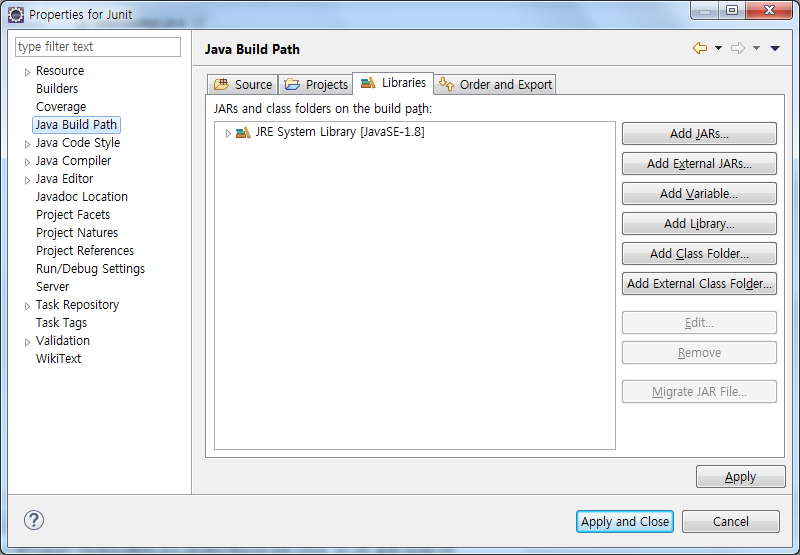 Properties for Junit
type filter text
Resource
Builders
Coverage
Java Build Path
Java Code Style
Java Compiler
Java Editor
Javadoc Location
Project Facets
Project Natures
Project References
Run/Debug Settings
Server
Task Repository
Task Tags
Validation
WikiText
Java Build Path
Source Projects Libraries Order and Export
JARs and class folders on the build path:
JRE System Library [JavaSE-1.8]
Add JARs...
Add External JARs...
Add Variable...
Add Library...
Add Class Folder...
Add External Class Folder...
Edit...
Remove
Migrate JAR File...
Apply
?
Apply and Close
Cancel